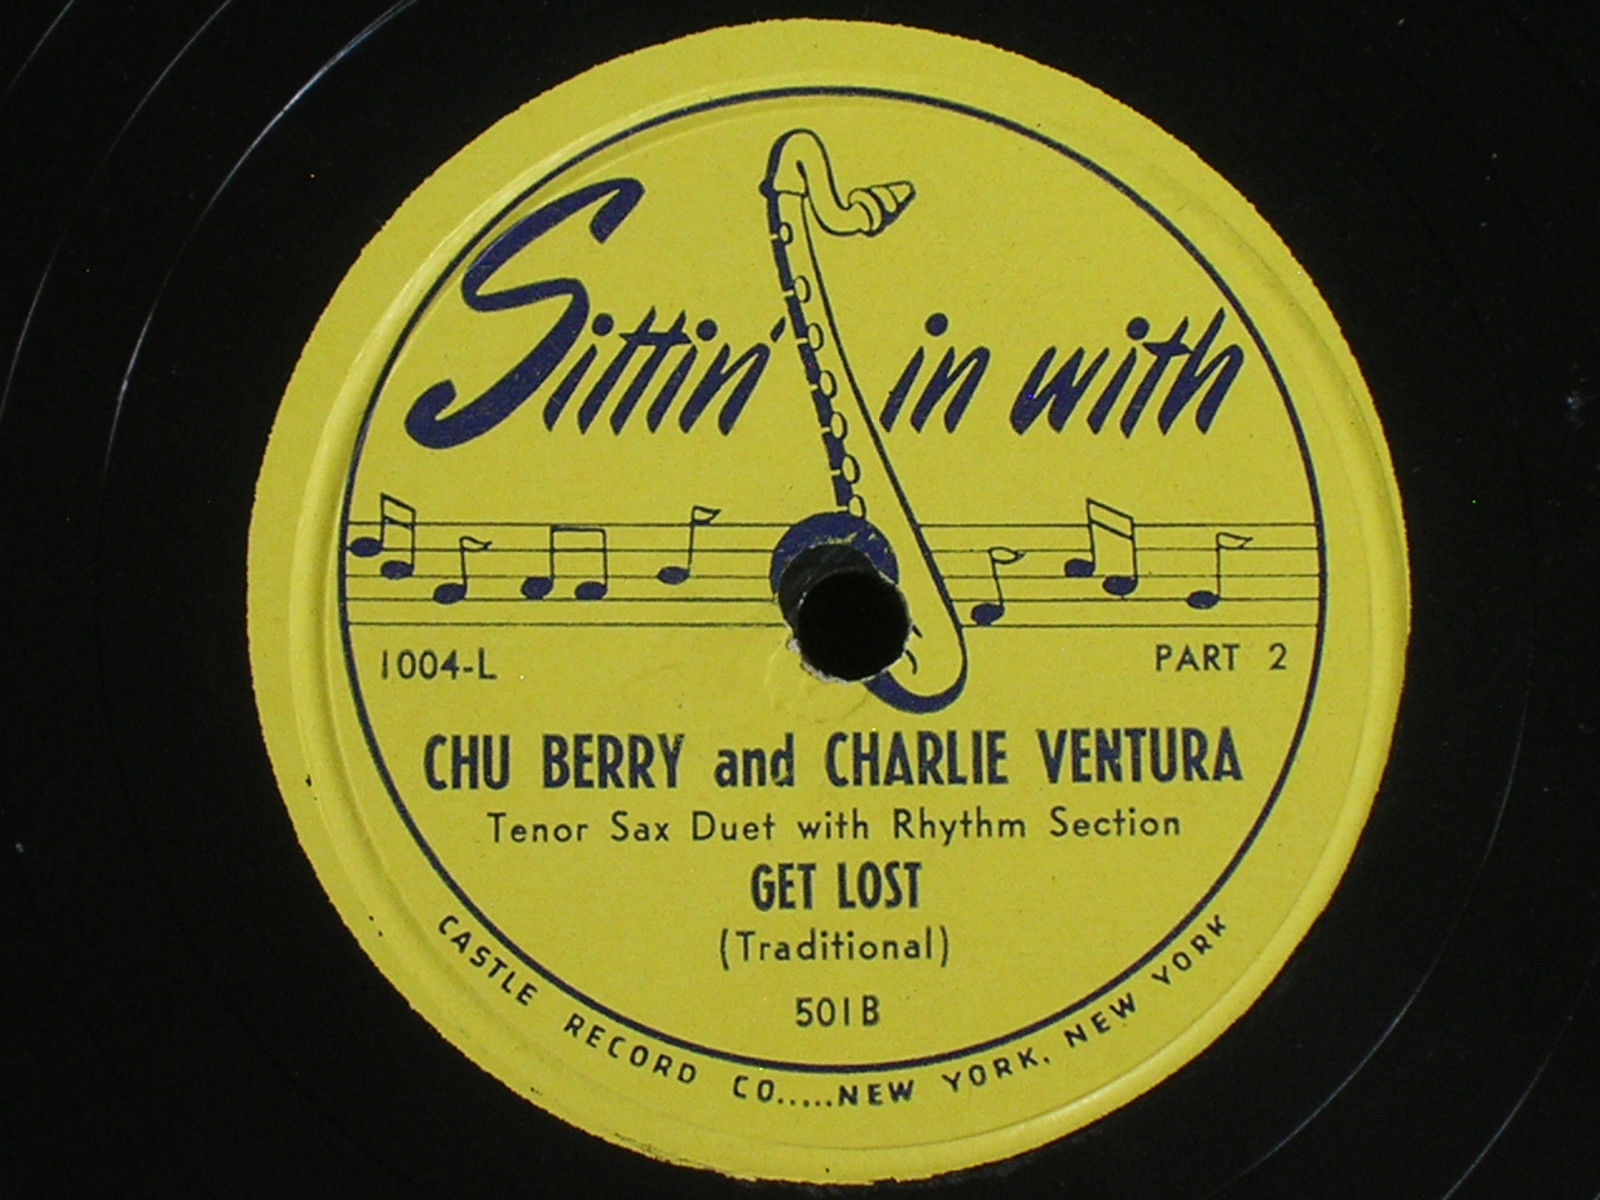 Sittin' in with
1004-L
PART 2
CHU BERRY and CHARLIE VENTURA
Tenor Sax Duet with Rhythm Section
GET LOST
(Traditional)
501B
CASTLE RECORD CO.....NEW YORK, NEW YORK